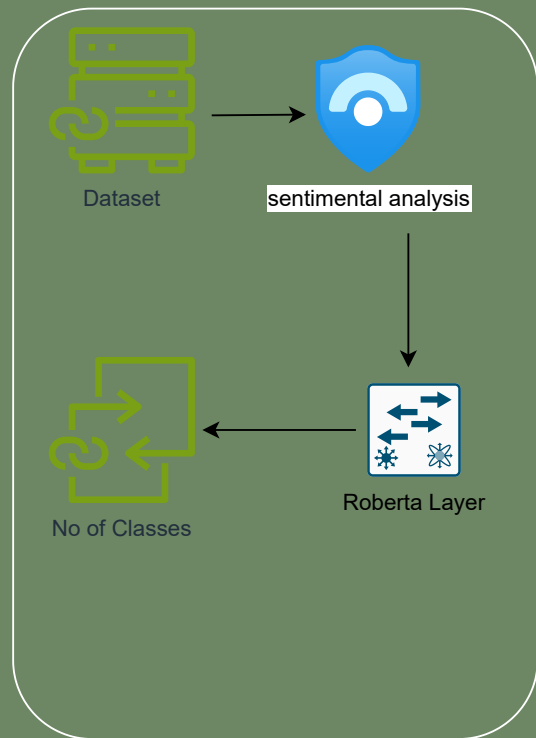 Dataset
sentimental analysis
Roberta Layer
No of Classes